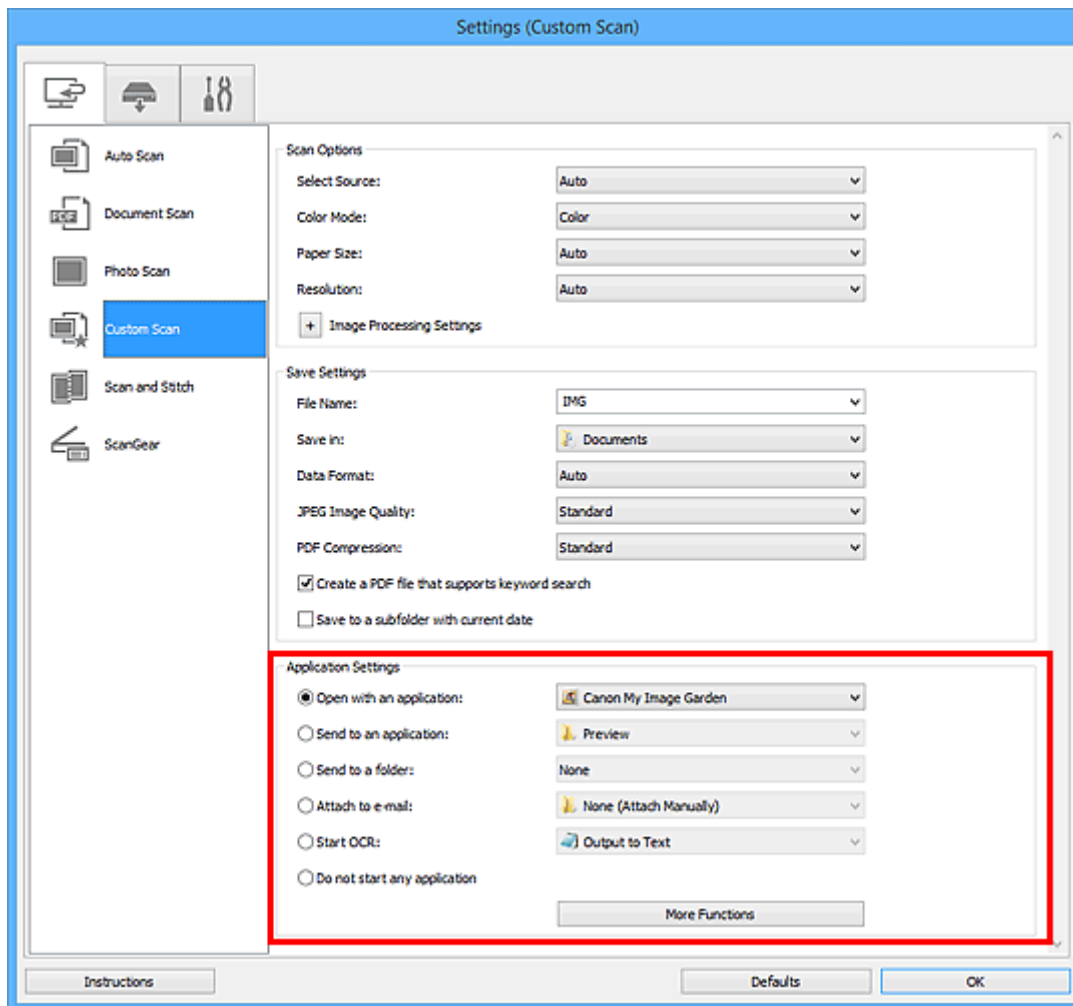 Settings (Custom Scan)
Auto Scan
PDF
Document Scan
Photo Scan
Custom Scan
Scan and Stitch
ScanGear
Scan Options
Select Source: Auto
Color Mode: Color
Paper Size: Auto
Resolution: Auto
+ Image Processing Settings
Save Settings
File Name: IMG
Save in: Documents
Data Format: Auto
JPEG Image Quality: Standard
PDF Compression: Standard
Create a PDF file that supports keyword search
Save to a subfolder with current date
Application Settings
Open with an application: Canon My Image Garden
Send to an application: Preview
Send to a folder: None
Attach to e-mail: None (Attach Manually)
Start OCR: Output to Text
Do not start any application
More Functions
Instructions Defaults OK